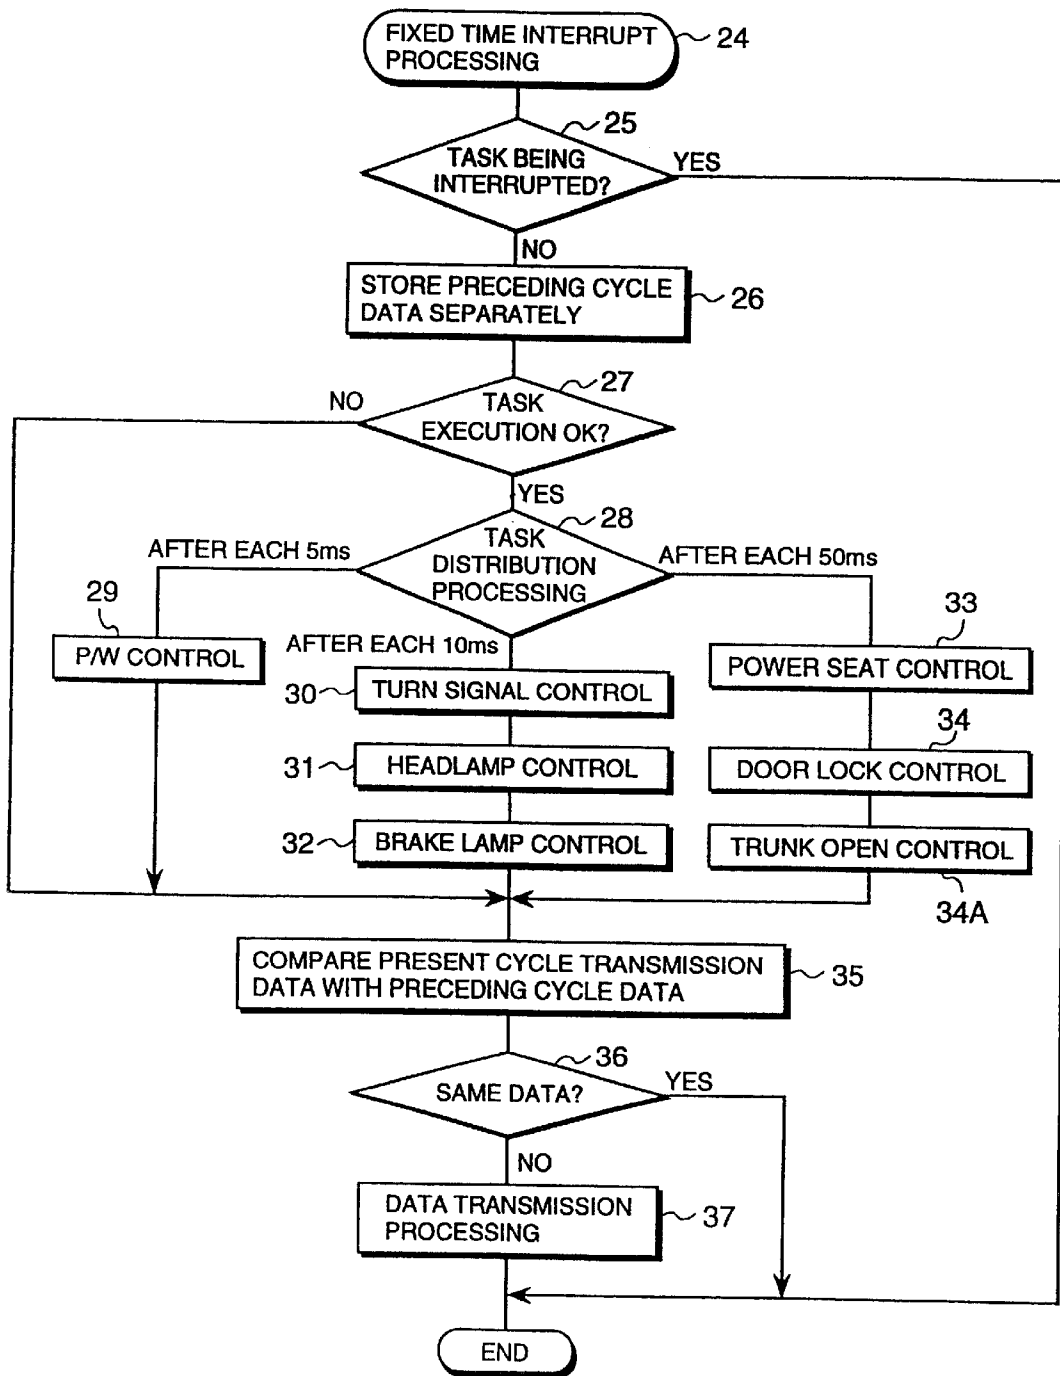 FIXED TIME INTERRUPT
PROCESSING
24
25
TASK BEING
INTERRUPTED?
YES
NO
STORE PRECEDING CYCLE
DATA SEPARATELY
26
27
NO
TASK
EXECUTION OK?
YES
28
TASK
DISTRIBUTION
PROCESSING
AFTER EACH 5ms
AFTER EACH 50ms
29
P/W CONTROL
AFTER EACH 10ms
30
TURN SIGNAL CONTROL
31
HEADLAMP CONTROL
32
BRAKE LAMP CONTROL
33
POWER SEAT CONTROL
34
DOOR LOCK CONTROL
TRUNK OPEN CONTROL
34A
COMPARE PRESENT CYCLE TRANSMISSION
DATA WITH PRECEDING CYCLE DATA
35
36
SAME DATA?
YES
NO
DATA TRANSMISSION
PROCESSING
37
END